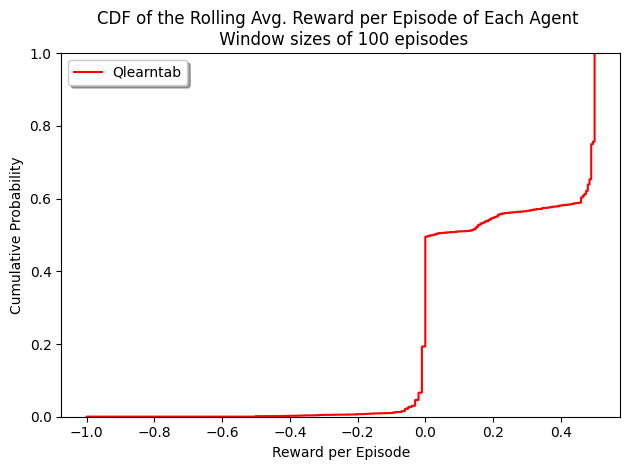 CDF of the Rolling Avg. Reward per Episode of Each Agent
Window sizes of 100 episodes
Qlearntab
1.0
0.8
0.6
0.4
0.2
0.0
Cumulative Probability
−1.0 −0.8 −0.6 −0.4 −0.2 0.0 0.2 0.4
Reward per Episode